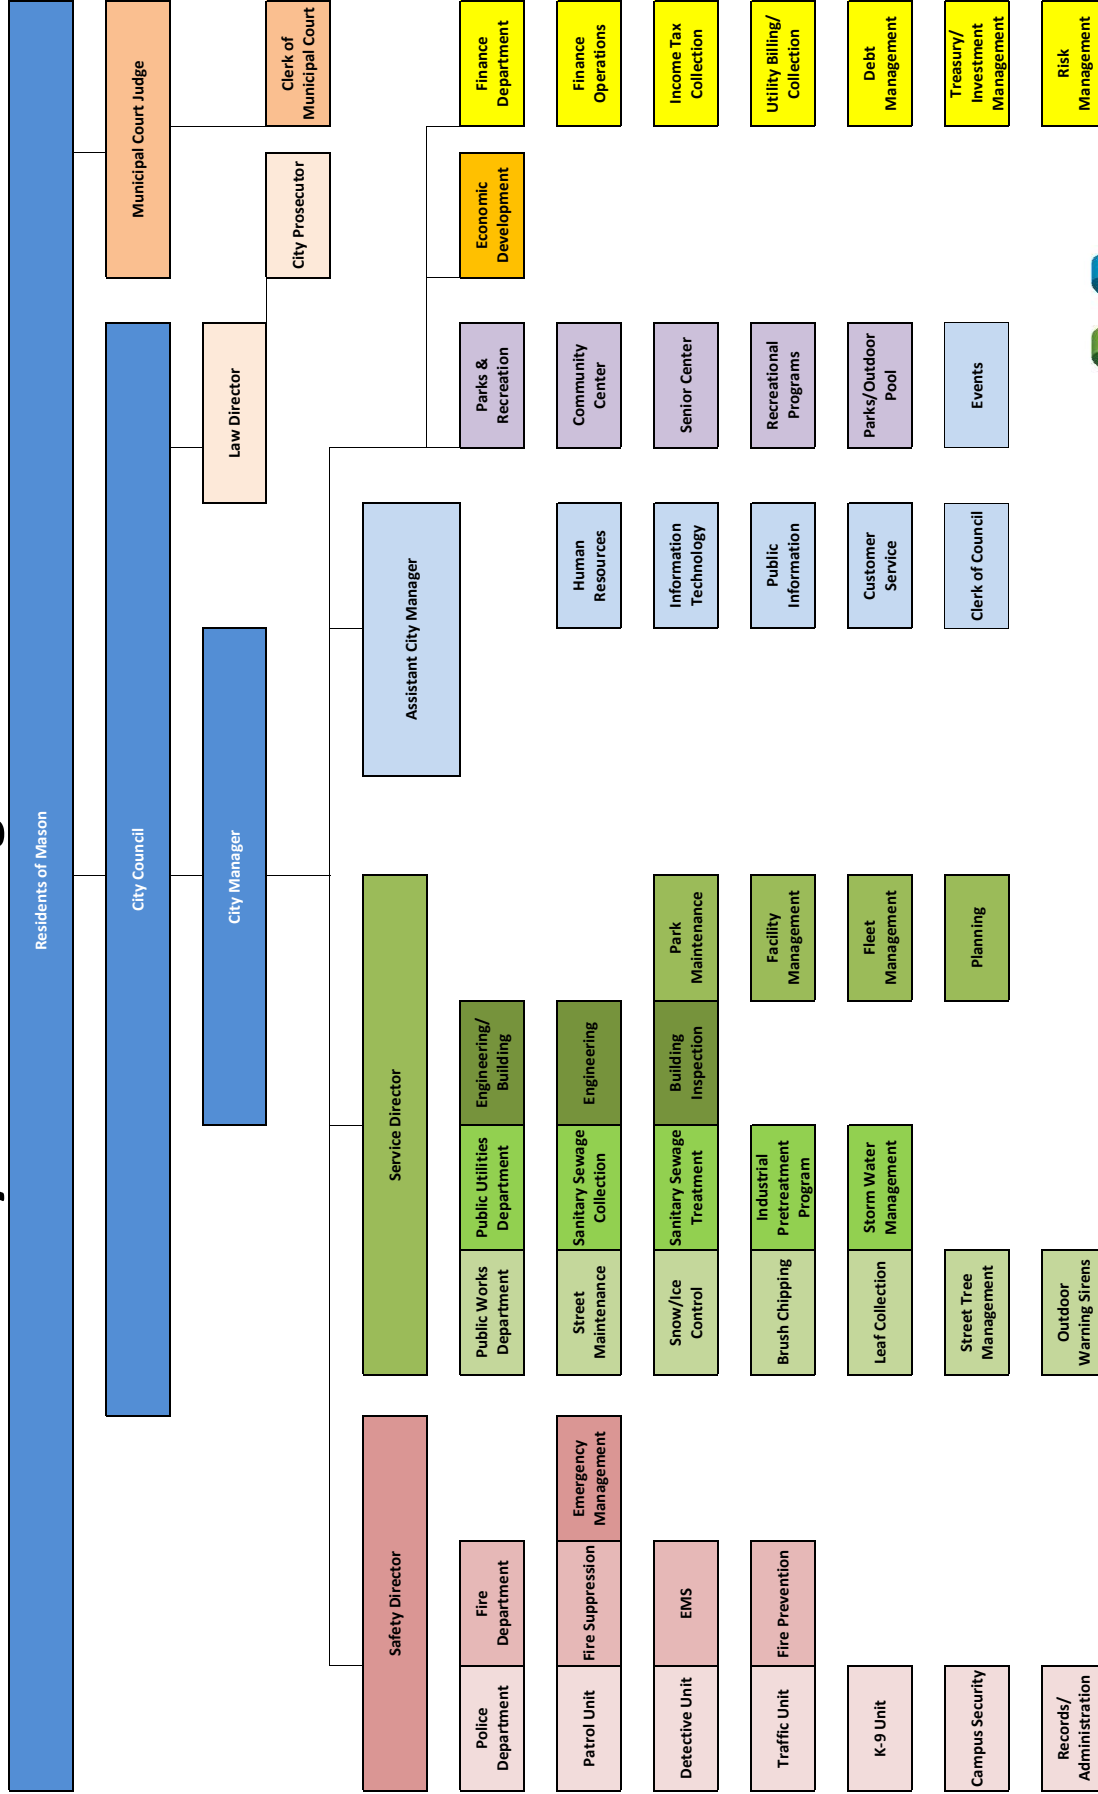 Residents of Mason
City Council
Municipal Court Judge
City Manager
Law Director
City Prosecutor
Clerk of
Municipal Court
Safety Director
Service Director
Assistant City Manager
Police
Department
Fire
Department
Public Works
Department
Public Utilities
Department
Engineering/
Building
Parks &
Recreation
Economic
Development
Finance
Department
Patrol Unit
Fire Suppression
Emergency
Management
Street
Maintenance
Sanitary Sewage
Collection
Engineering
Human
Resources
Community
Center
Finance
Operations
Detective Unit
EMS
Snow/Ice
Control
Sanitary Sewage
Treatment
Building
Inspection
Park
Maintenance
Information
Technology
Senior Center
Income Tax
Collection
Traffic Unit
Fire Prevention
Brush Chipping
Industrial
Pretreatment
Program
Facility
Management
Public
Information
Recreational
Programs
Utility Billing/
Collection
K-9 Unit
Leaf Collection
Storm Water
Management
Fleet
Management
Customer
Service
Parks/Outdoor
Pool
Debt
Management
Campus Security
Street Tree
Management
Planning
Clerk of Council
Events
Treasury/
Investment
Management
Records/
Administration
Outdoor
Warning Sirens
Risk
Management